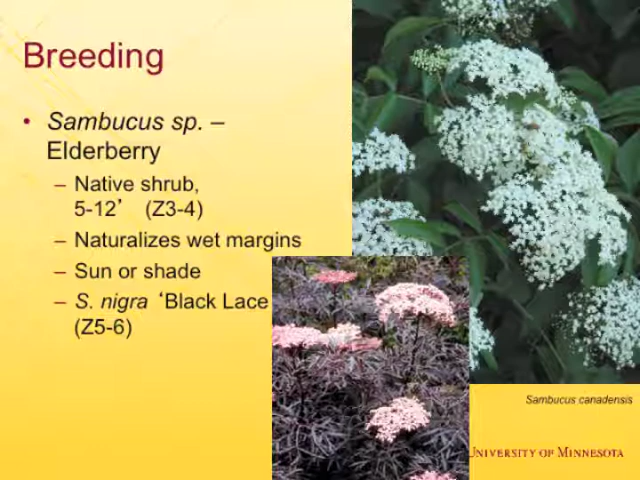 Breeding
• Sambucus sp. –
Elderberry
– Native shrub,
5-12’ (Z3-4)
– Naturalizes wet margins
– Sun or shade
– S. nigra ‘Black Lace
(Z5-6)
Sambucus canadensis
UNIVERSITY OF MINNESOTA